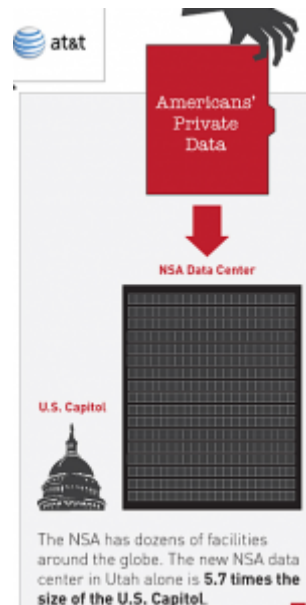 at&t
Americans'
Private
Data
NSA Data Center
U.S. Capitol
The NSA has dozens of facilities
around the globe. The new NSA data
center in Utah alone is 5.7 times the
size of the U.S. Capitol.